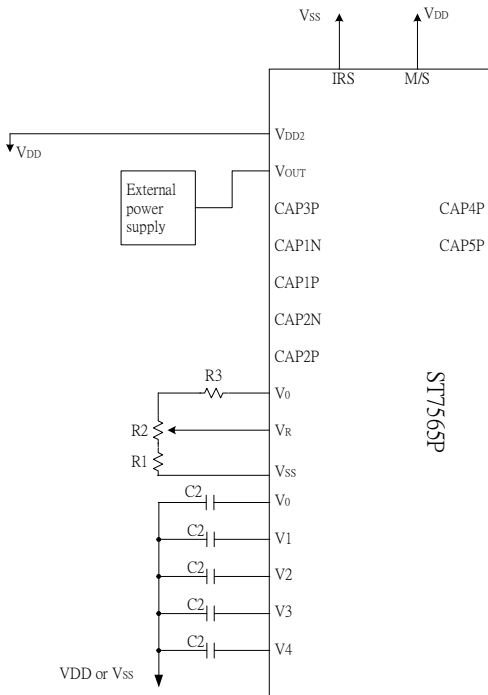 VSS
VDD
IRS M/S
VDD2
VDD
VOUT
External
power
supply
CAP3P CAP4P
CAP1N CAP5P
CAP1P
CAP2N
CAP2P
ST7565P
R3
V0
R2
VR
R1
VSS
C2
V0
C2
V1
C2
V2
C2
V3
C2
V4
VDD or VSS